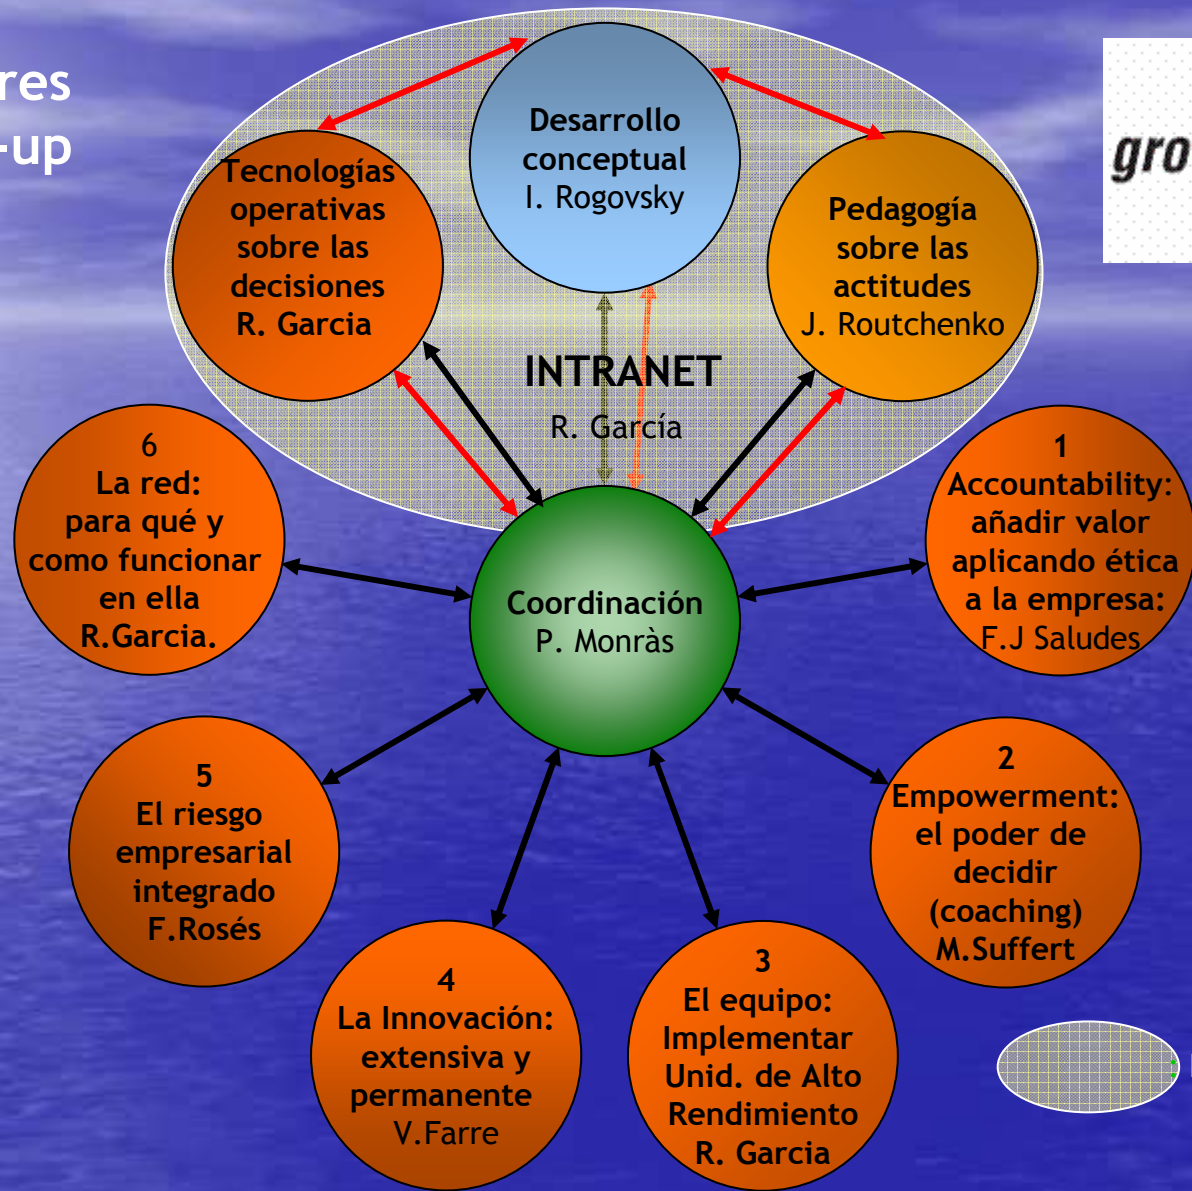 res
-up
gro
Desarrollo
conceptual
I. Rogovsky
Tecnologías
operativas
sobre las
decisiones
R. Garcia
Pedagogía
sobre las
actitudes
J. Routchenko
INTRANET
R. García
6
La red:
para qué y
como funcionar
en ella
R.Garcia.
1
Accountability:
añadir valor
aplicando ética
a la empresa:
F.J Saludes
Coordinación
P. Monràs
5
El riesgo
empresarial
integrado
F.Rosés
2
Empowerment:
el poder de
decidir
(coaching)
M.Suffert
4
La Innovación:
extensiva y
permanente
V.Farre
3
El equipo:
Implementar
Unid. de Alto
Rendimiento
R. Garcia
: